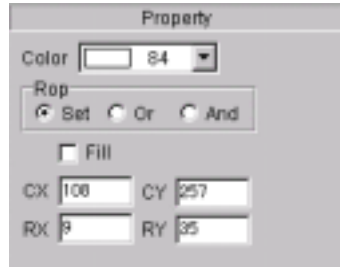 Property
Color 84
Rop
Set Or And
Fill
CX 108 CY 257
RX 9 RY 35